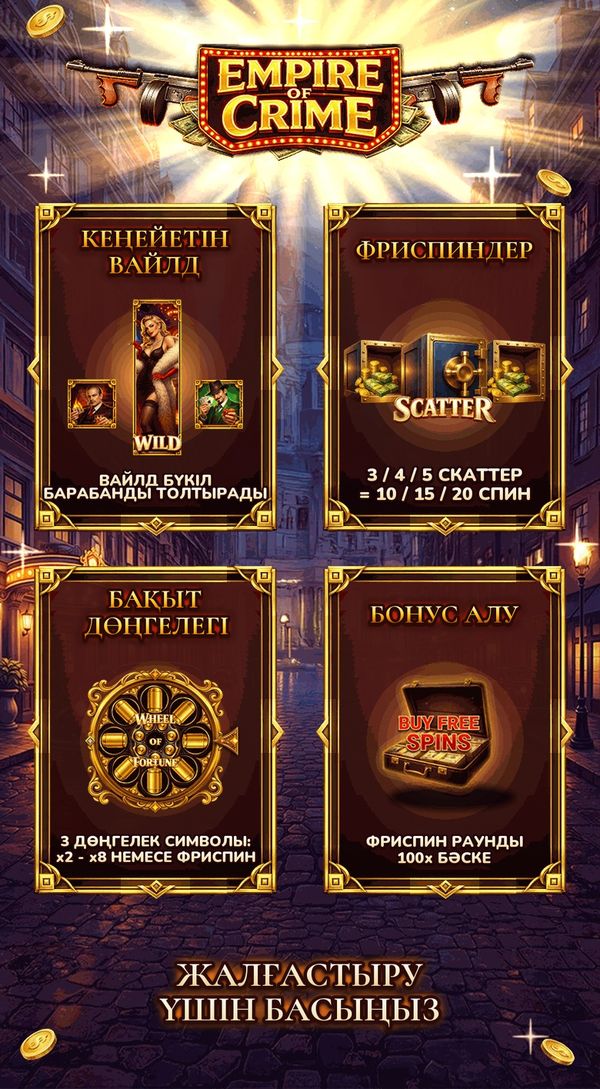 EMPIRE
OF
CRIME
КЕҢЕЙЕТІН
ВАЙЛД
WILD
ВАЙЛД БҮКІЛ
БАРАБАНДЫ ТОЛТЫРАДЫ
ФРИСПИНДЕР
SCATTER
3 / 4 / 5 СКАТТЕР
= 10 / 15 / 20 СПИН
БАҚЫТ
ДӨҢГЕЛЕГІ
WHEEL
OF
FORTUNE
3 ДӨҢГЕЛЕК СИМВОЛЫ:
x2 - x8 НЕМЕСЕ ФРИСПИН
БОНУС АЛУ
BUY FREE
SPINS
ФРИСПИН РАУНДЫ
100x БӘСКЕ
ЖАЛҒАСТЫРУ
ҮШІН БАСЫҢЫЗ